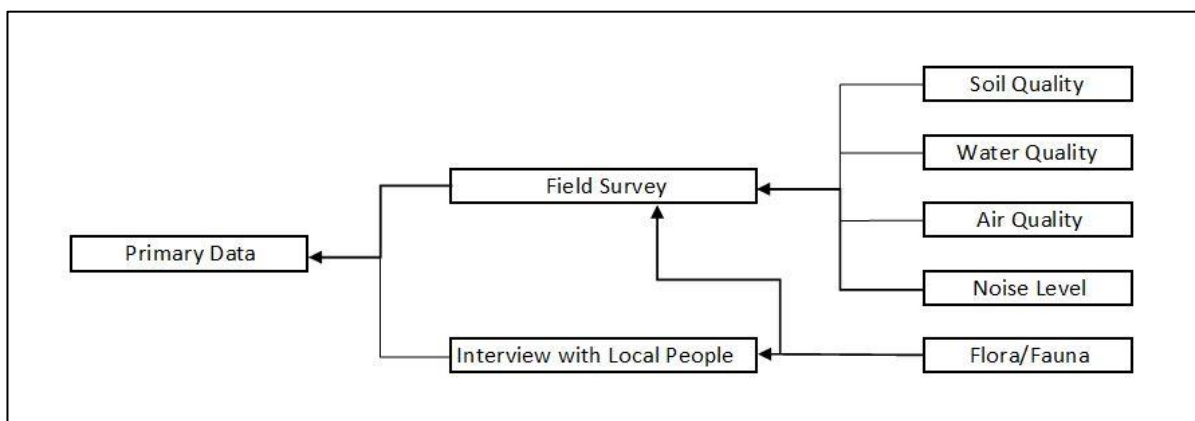 Soil Quality
Water Quality
Field Survey
Air Quality
Primary Data
Noise Level
Interview with Local People
Flora/Fauna